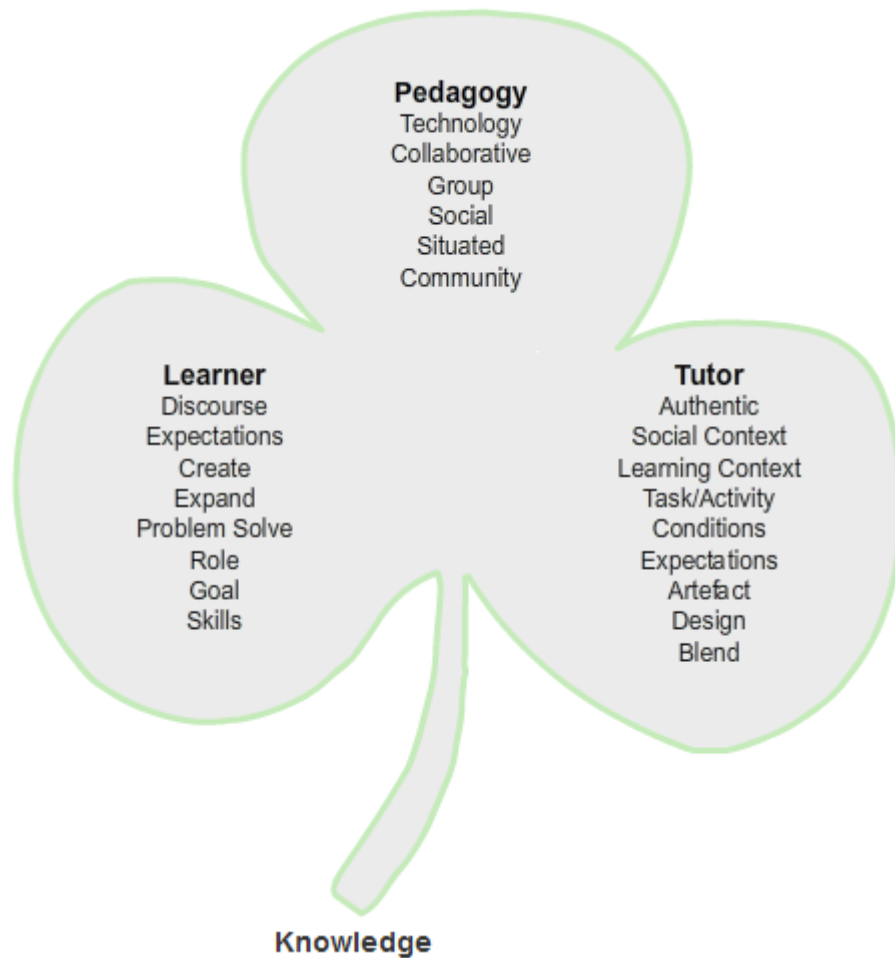 Pedagogy
Technology
Collaborative
Group
Social
Situated
Community
Learner
Discourse
Expectations
Create
Expand
Problem Solve
Role
Goal
Skills
Tutor
Authentic
Social Context
Learning Context
Task/Activity
Conditions
Expectations
Artefact
Design
Blend
Knowledge